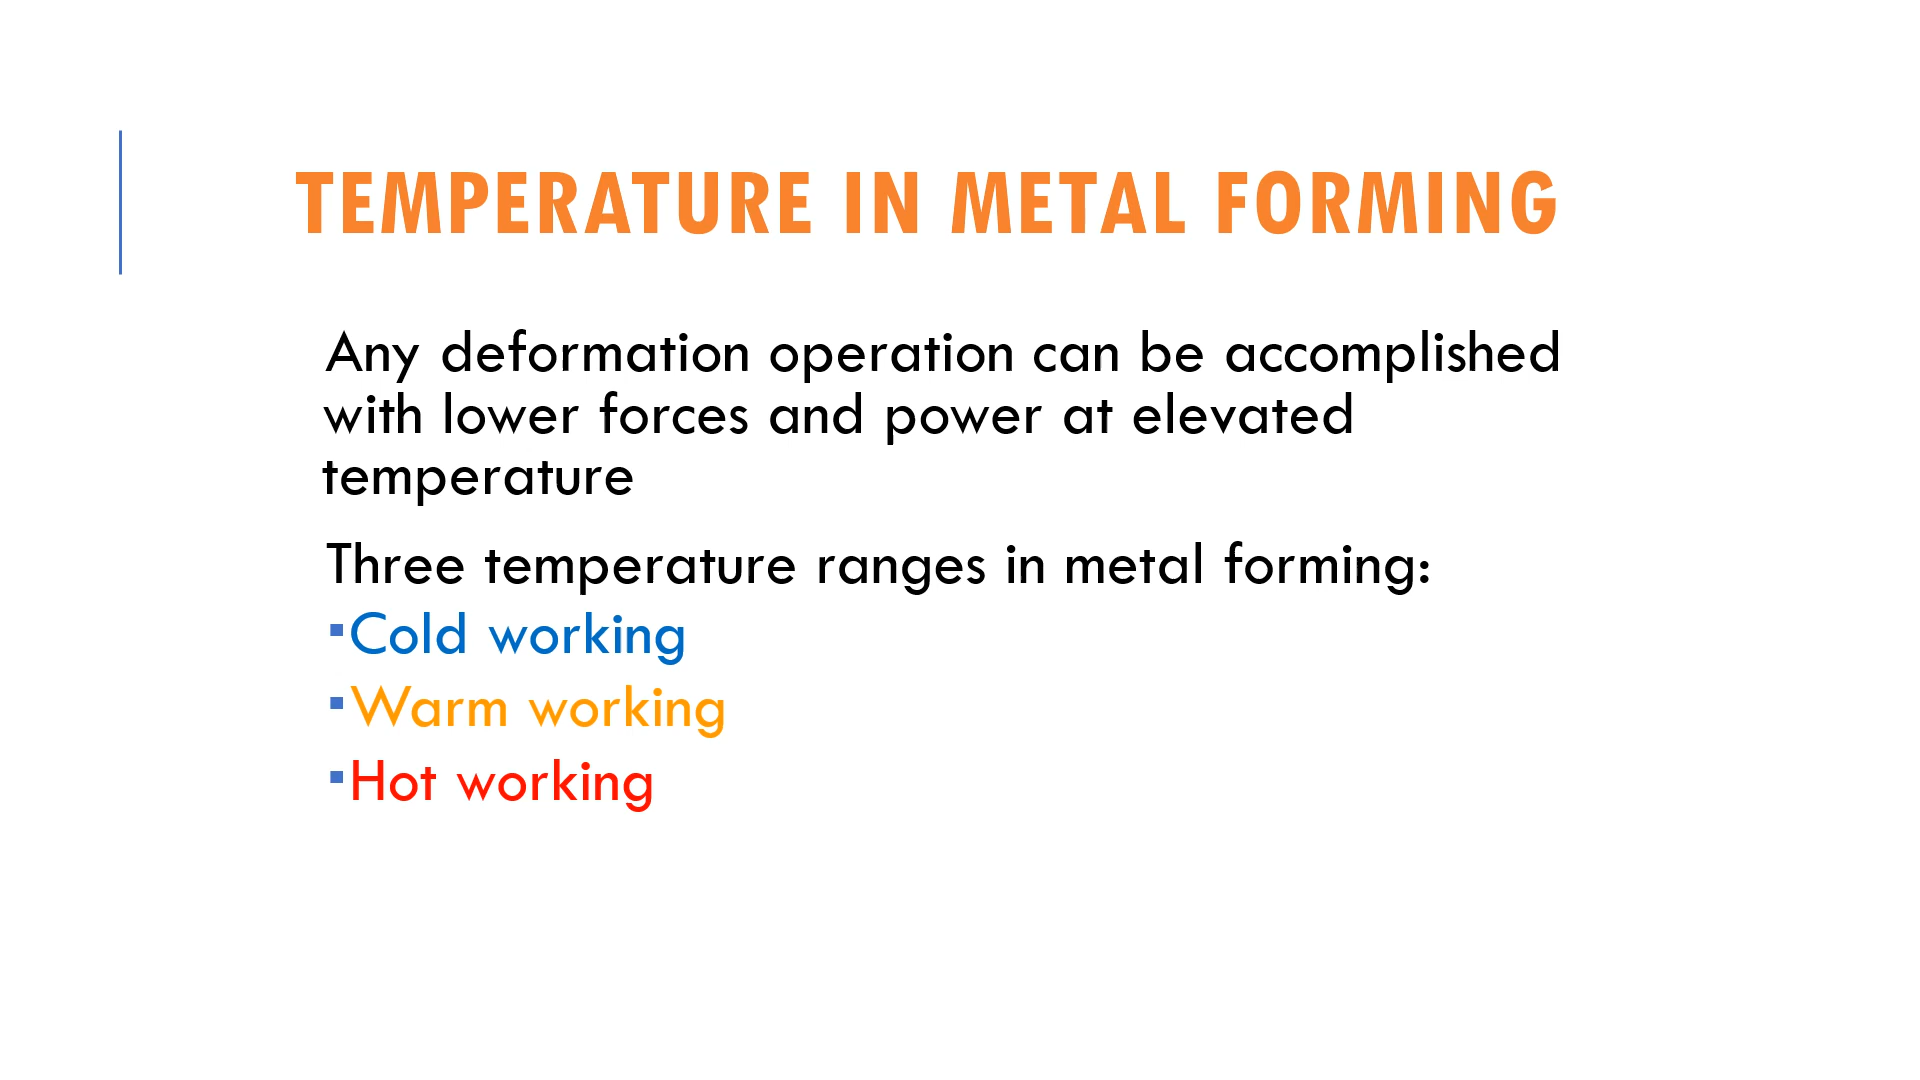 TEMPERATURE IN METAL FORMING
Any deformation operation can be accomplished
with lower forces and power at elevated
temperature
Three temperature ranges in metal forming:
▪Cold working
▪Warm working
▪Hot working